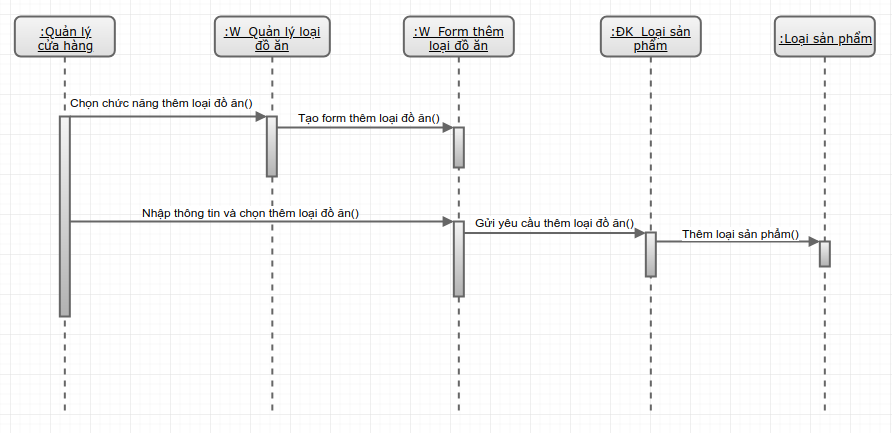 :Quản lý
cửa hàng
:W_Quản lý loại
đồ ăn
:W_Form thêm
loại đồ ăn
:ĐK_Loại sản
phẩm
:Loại sản phẩm
Chọn chức năng thêm loại đồ ăn()
Tạo form thêm loại đồ ăn()
Nhập thông tin và chọn thêm loại đồ ăn()
Gửi yêu cầu thêm loại đồ ăn()
Thêm loại sản phẩm()